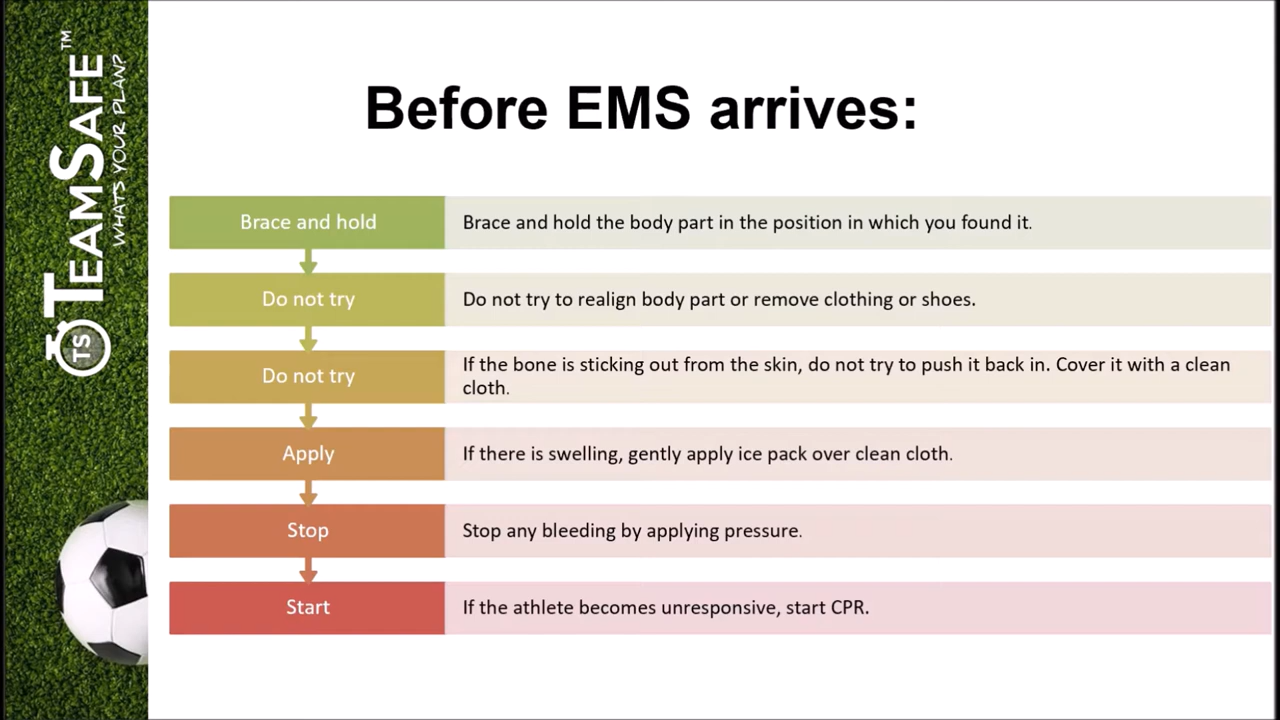 TEAMSAFE™
WHATS YOUR PLAN?
TS
Before EMS arrives:
Brace and hold
Brace and hold the body part in the position in which you found it.
Do not try
Do not try to realign body part or remove clothing or shoes.
Do not try
If the bone is sticking out from the skin, do not try to push it back in. Cover it with a clean
cloth.
Apply
If there is swelling, gently apply ice pack over clean cloth.
Stop
Stop any bleeding by applying pressure.
Start
If the athlete becomes unresponsive, start CPR.